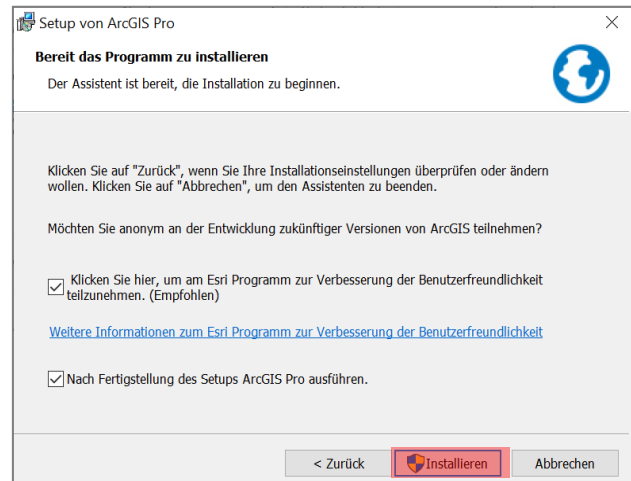 Setup von ArcGIS Pro
Bereit das Programm zu installieren
Der Assistent ist bereit, die Installation zu beginnen.
Klicken Sie auf "Zurück", wenn Sie Ihre Installationseinstellungen überprüfen oder ändern
wollen. Klicken Sie auf "Abbrechen", um den Assistenten zu beenden.
Möchten Sie anonym an der Entwicklung zukünftiger Versionen von ArcGIS teilnehmen?
Klicken Sie hier, um am Esri Programm zur Verbesserung der Benutzerfreundlichkeit
teilzunehmen. (Empfohlen)
Weitere Informationen zum Esri Programm zur Verbesserung der Benutzerfreundlichkeit
Nach Fertigstellung des Setups ArcGIS Pro ausführen.
< Zurück Installieren Abbrechen